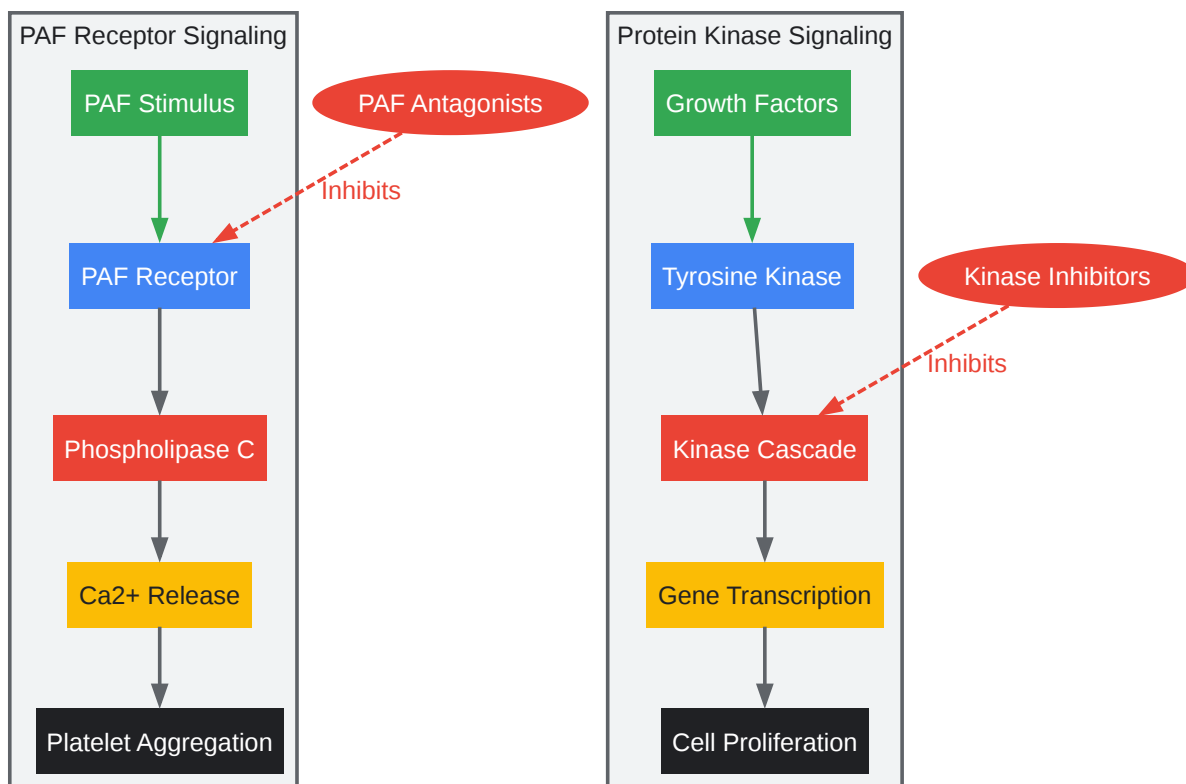 PAF Receptor Signaling
PAF Stimulus
PAF Antagonists
Inhibits
PAF Receptor
Phospholipase C
Ca2+ Release
Platelet Aggregation
Protein Kinase Signaling
Growth Factors
Tyrosine Kinase
Kinase Inhibitors
Inhibits
Kinase Cascade
Gene Transcription
Cell Proliferation